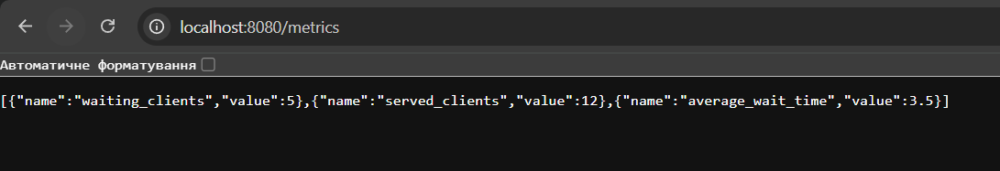 localhost:8080/metrics
Автоматичне форматування
[{"name":"waiting_clients","value":5},{"name":"served_clients","value":12},{"name":"average_wait_time","value":3.5}]